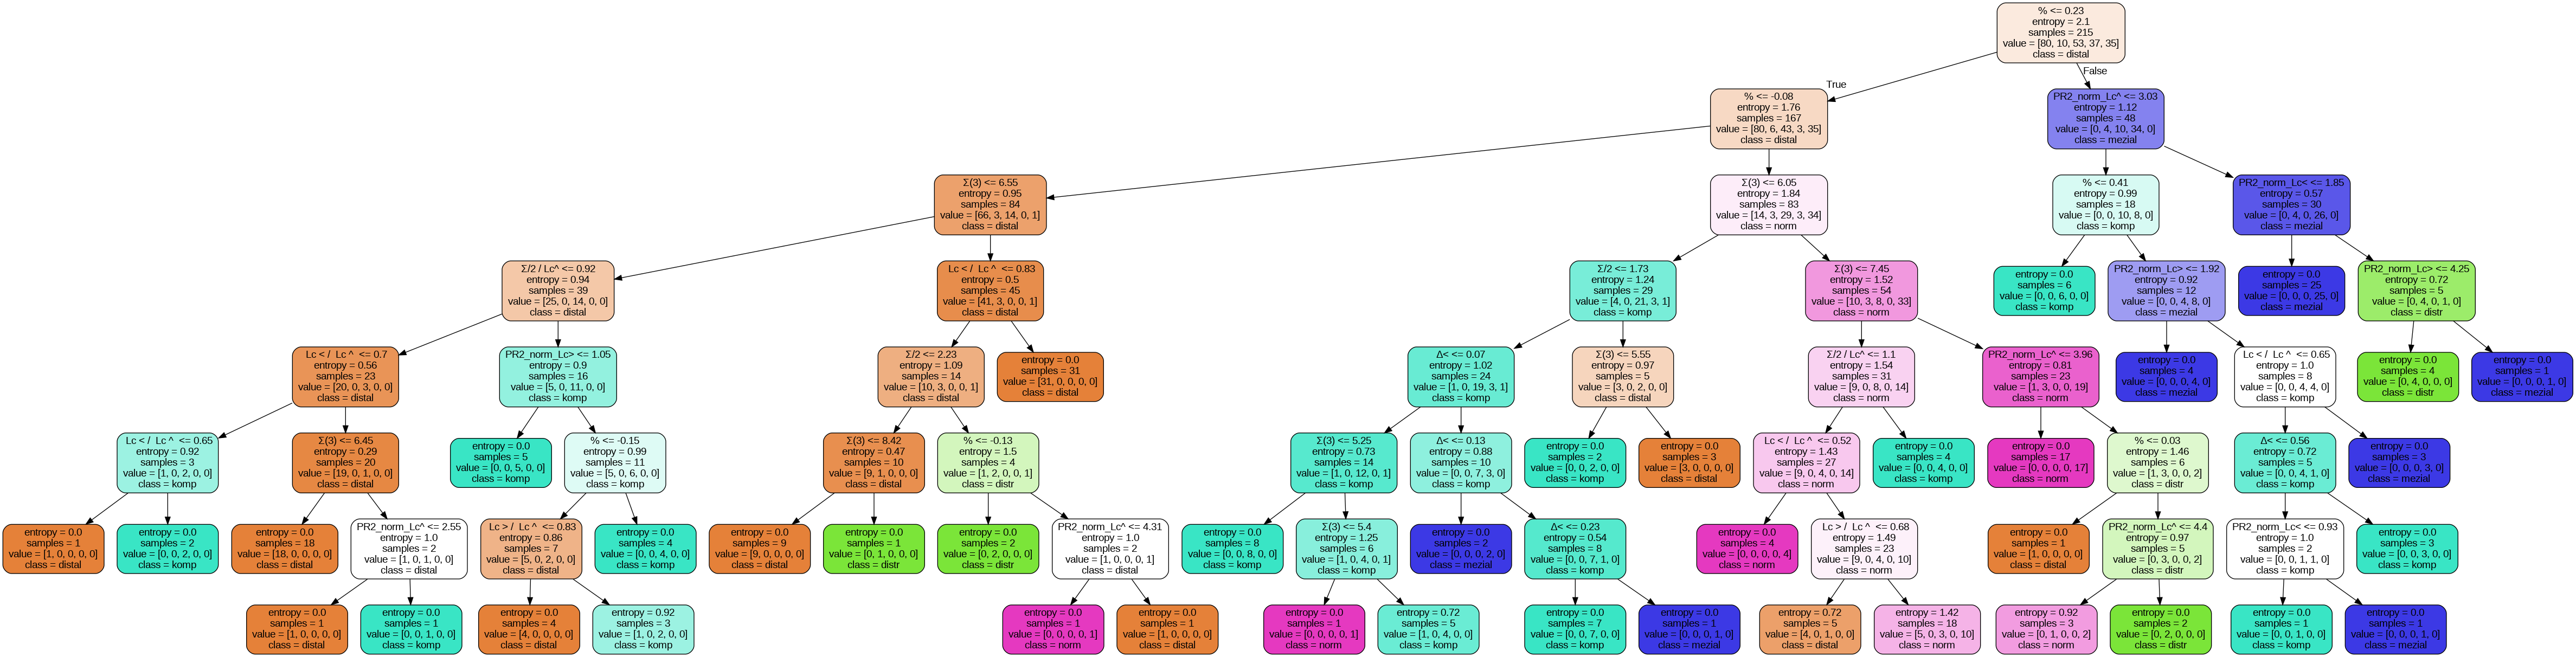 % <= 0.23
entropy = 2.1
samples = 215
value = [80, 10, 53, 37, 35]
class = distal
True
False
% <= -0.08
entropy = 1.76
samples = 167
value = [80, 6, 43, 3, 35]
class = distal
PR2_norm_Lc^ <= 3.03
entropy = 1.12
samples = 48
value = [0, 4, 10, 34, 0]
class = mezial
Σ(3) <= 6.55
entropy = 0.95
samples = 84
value = [66, 3, 14, 0, 1]
class = distal
Σ(3) <= 6.05
entropy = 1.84
samples = 83
value = [14, 3, 29, 3, 34]
class = norm
% <= 0.41
entropy = 0.99
samples = 18
value = [0, 0, 10, 8, 0]
class = komp
PR2_norm_Lc< <= 1.85
entropy = 0.57
samples = 30
value = [0, 4, 0, 26, 0]
class = mezial
Σ/2 / Lc^ <= 0.92
entropy = 0.94
samples = 39
value = [25, 0, 14, 0, 0]
class = distal
Lc < /  Lc ^  <= 0.83
entropy = 0.5
samples = 45
value = [41, 3, 0, 0, 1]
class = distal
Σ/2 <= 1.73
entropy = 1.24
samples = 29
value = [4, 0, 21, 3, 1]
class = komp
Σ(3) <= 7.45
entropy = 1.52
samples = 54
value = [10, 3, 8, 0, 33]
class = norm
entropy = 0.0
samples = 6
value = [0, 0, 6, 0, 0]
class = komp
PR2_norm_Lc> <= 1.92
entropy = 0.92
samples = 12
value = [0, 0, 4, 8, 0]
class = mezial
entropy = 0.0
samples = 25
value = [0, 0, 0, 25, 0]
class = mezial
PR2_norm_Lc> <= 4.25
entropy = 0.72
samples = 5
value = [0, 4, 0, 1, 0]
class = distr
Lc < /  Lc ^  <= 0.7
entropy = 0.56
samples = 23
value = [20, 0, 3, 0, 0]
class = distal
PR2_norm_Lc> <= 1.05
entropy = 0.9
samples = 16
value = [5, 0, 11, 0, 0]
class = komp
Σ/2 <= 2.23
entropy = 1.09
samples = 14
value = [10, 3, 0, 0, 1]
class = distal
entropy = 0.0
samples = 31
value = [31, 0, 0, 0, 0]
class = distal
Δ< <= 0.07
entropy = 1.02
samples = 24
value = [1, 0, 19, 3, 1]
class = komp
Σ(3) <= 5.55
entropy = 0.97
samples = 5
value = [3, 0, 2, 0, 0]
class = distal
Σ/2 / Lc^ <= 1.1
entropy = 1.54
samples = 31
value = [9, 0, 8, 0, 14]
class = norm
PR2_norm_Lc^ <= 3.96
entropy = 0.81
samples = 23
value = [1, 3, 0, 0, 19]
class = norm
entropy = 0.0
samples = 4
value = [0, 0, 0, 4, 0]
class = mezial
Lc < /  Lc ^  <= 0.65
entropy = 1.0
samples = 8
value = [0, 0, 4, 4, 0]
class = komp
entropy = 0.0
samples = 4
value = [0, 4, 0, 0, 0]
class = distr
entropy = 0.0
samples = 1
value = [0, 0, 0, 1, 0]
class = mezial
Lc < /  Lc ^  <= 0.65
entropy = 0.92
samples = 3
value = [1, 0, 2, 0, 0]
class = komp
Σ(3) <= 6.45
entropy = 0.29
samples = 20
value = [19, 0, 1, 0, 0]
class = distal
entropy = 0.0
samples = 5
value = [0, 0, 5, 0, 0]
class = komp
% <= -0.15
entropy = 0.99
samples = 11
value = [5, 0, 6, 0, 0]
class = komp
Σ(3) <= 8.42
entropy = 0.47
samples = 10
value = [9, 1, 0, 0, 0]
class = distal
% <= -0.13
entropy = 1.5
samples = 4
value = [1, 2, 0, 0, 1]
class = distr
Σ(3) <= 5.25
entropy = 0.73
samples = 14
value = [1, 0, 12, 0, 1]
class = komp
Δ< <= 0.13
entropy = 0.88
samples = 10
value = [0, 0, 7, 3, 0]
class = komp
entropy = 0.0
samples = 2
value = [0, 0, 2, 0, 0]
class = komp
entropy = 0.0
samples = 3
value = [3, 0, 0, 0, 0]
class = distal
Lc < /  Lc ^  <= 0.52
entropy = 1.43
samples = 27
value = [9, 0, 4, 0, 14]
class = norm
entropy = 0.0
samples = 4
value = [0, 0, 4, 0, 0]
class = komp
entropy = 0.0
samples = 17
value = [0, 0, 0, 0, 17]
class = norm
% <= 0.03
entropy = 1.46
samples = 6
value = [1, 3, 0, 0, 2]
class = distr
Δ< <= 0.56
entropy = 0.72
samples = 5
value = [0, 0, 4, 1, 0]
class = komp
entropy = 0.0
samples = 3
value = [0, 0, 0, 3, 0]
class = mezial
entropy = 0.0
samples = 1
value = [1, 0, 0, 0, 0]
class = distal
entropy = 0.0
samples = 2
value = [0, 0, 2, 0, 0]
class = komp
entropy = 0.0
samples = 18
value = [18, 0, 0, 0, 0]
class = distal
PR2_norm_Lc^ <= 2.55
entropy = 1.0
samples = 2
value = [1, 0, 1, 0, 0]
class = distal
Lc > /  Lc ^  <= 0.83
entropy = 0.86
samples = 7
value = [5, 0, 2, 0, 0]
class = distal
entropy = 0.0
samples = 4
value = [0, 0, 4, 0, 0]
class = komp
entropy = 0.0
samples = 9
value = [9, 0, 0, 0, 0]
class = distal
entropy = 0.0
samples = 1
value = [0, 1, 0, 0, 0]
class = distr
entropy = 0.0
samples = 2
value = [0, 2, 0, 0, 0]
class = distr
PR2_norm_Lc^ <= 4.31
entropy = 1.0
samples = 2
value = [1, 0, 0, 0, 1]
class = distal
entropy = 0.0
samples = 8
value = [0, 0, 8, 0, 0]
class = komp
Σ(3) <= 5.4
entropy = 1.25
samples = 6
value = [1, 0, 4, 0, 1]
class = komp
entropy = 0.0
samples = 2
value = [0, 0, 0, 2, 0]
class = mezial
Δ< <= 0.23
entropy = 0.54
samples = 8
value = [0, 0, 7, 1, 0]
class = komp
entropy = 0.0
samples = 4
value = [0, 0, 0, 0, 4]
class = norm
Lc > /  Lc ^  <= 0.68
entropy = 1.49
samples = 23
value = [9, 0, 4, 0, 10]
class = norm
entropy = 0.0
samples = 1
value = [1, 0, 0, 0, 0]
class = distal
PR2_norm_Lc^ <= 4.4
entropy = 0.97
samples = 5
value = [0, 3, 0, 0, 2]
class = distr
PR2_norm_Lc< <= 0.93
entropy = 1.0
samples = 2
value = [0, 0, 1, 1, 0]
class = komp
entropy = 0.0
samples = 3
value = [0, 0, 3, 0, 0]
class = komp
entropy = 0.0
samples = 1
value = [1, 0, 0, 0, 0]
class = distal
entropy = 0.0
samples = 1
value = [0, 0, 1, 0, 0]
class = komp
entropy = 0.0
samples = 4
value = [4, 0, 0, 0, 0]
class = distal
entropy = 0.92
samples = 3
value = [1, 0, 2, 0, 0]
class = komp
entropy = 0.0
samples = 1
value = [0, 0, 0, 0, 1]
class = norm
entropy = 0.0
samples = 1
value = [1, 0, 0, 0, 0]
class = distal
entropy = 0.0
samples = 1
value = [0, 0, 0, 0, 1]
class = norm
entropy = 0.72
samples = 5
value = [1, 0, 4, 0, 0]
class = komp
entropy = 0.0
samples = 7
value = [0, 0, 7, 0, 0]
class = komp
entropy = 0.0
samples = 1
value = [0, 0, 0, 1, 0]
class = mezial
entropy = 0.72
samples = 5
value = [4, 0, 1, 0, 0]
class = distal
entropy = 1.42
samples = 18
value = [5, 0, 3, 0, 10]
class = norm
entropy = 0.92
samples = 3
value = [0, 1, 0, 0, 2]
class = norm
entropy = 0.0
samples = 2
value = [0, 2, 0, 0, 0]
class = distr
entropy = 0.0
samples = 1
value = [0, 0, 1, 0, 0]
class = komp
entropy = 0.0
samples = 1
value = [0, 0, 0, 1, 0]
class = mezial